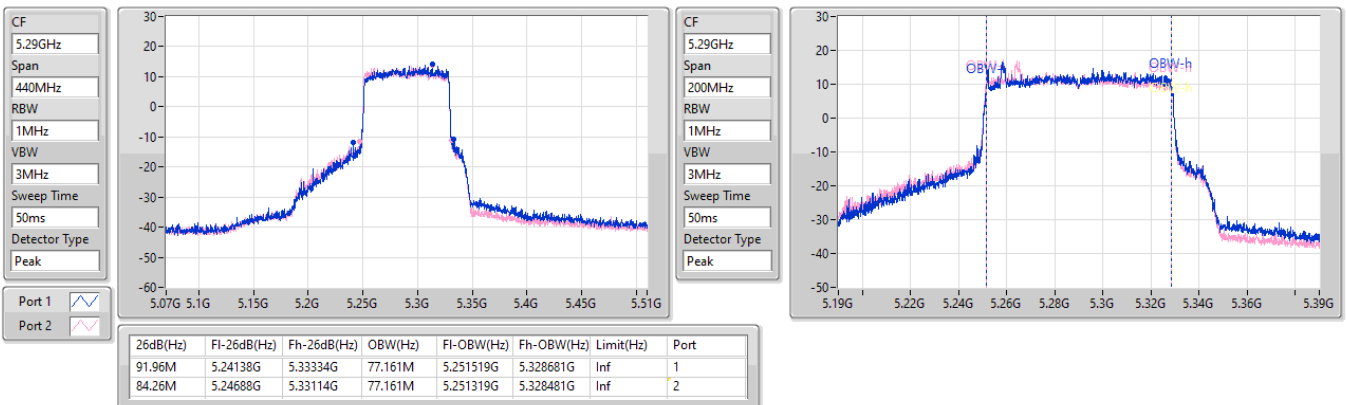 CF
5.29GHz
Span
440MHz
RBW
1MHz
VBW
3MHz
Sweep Time
50ms
Detector Type
Peak
Port 1
Port 2
30
20
10
0
-10
-20
-30
-40
-50
-60
5.07G 5.1G 5.15G 5.2G 5.25G 5.3G 5.35G 5.4G 5.45G 5.51G
CF
5.29GHz
Span
200MHz
RBW
1MHz
VBW
3MHz
Sweep Time
50ms
Detector Type
Peak
30
20
10
0
-10
-20
-30
-40
-50
OBW-h
5.19G 5.22G 5.24G 5.26G 5.28G 5.3G 5.32G 5.34G 5.36G 5.39G
26dB(Hz) Fl-26dB(Hz) Fh-26dB(Hz) OBW(Hz) Fl-OBW(Hz) Fh-OBW(Hz) Limit(Hz) Port
91.96M 5.24138G 5.33334G 77.161M 5.251519G 5.328681G Inf 1
84.26M 5.24688G 5.33114G 77.161M 5.251319G 5.328481G Inf 2